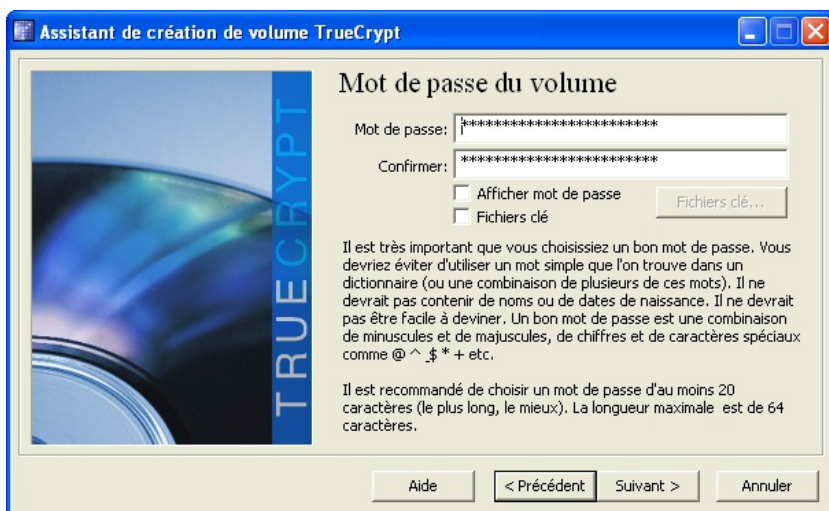 Assistant de création de volume TrueCrypt
TRUECRYPT
Mot de passe du volume
Mot de passe: *************************
Confirmer: *************************
Afficher mot de passe
Fichiers clé...
Fichiers clé
Il est très important que vous choisissiez un bon mot de passe. Vous
devriez éviter d'utiliser un mot simple que l'on trouve dans un
dictionnaire (ou une combinaison de plusieurs de ces mots). Il ne
devrait pas contenir de noms ou de dates de naissance. Il ne devrait
pas être facile à deviner. Un bon mot de passe est une combinaison
de minuscules et de majuscules, de chiffres et de caractères spéciaux
comme @ ^ _$ * + etc.
Il est recommandé de choisir un mot de passe d'au moins 20
caractères (le plus long, le mieux). La longueur maximale  est de 64
caractères.
Aide
< Précédent
Suivant >
Annuler